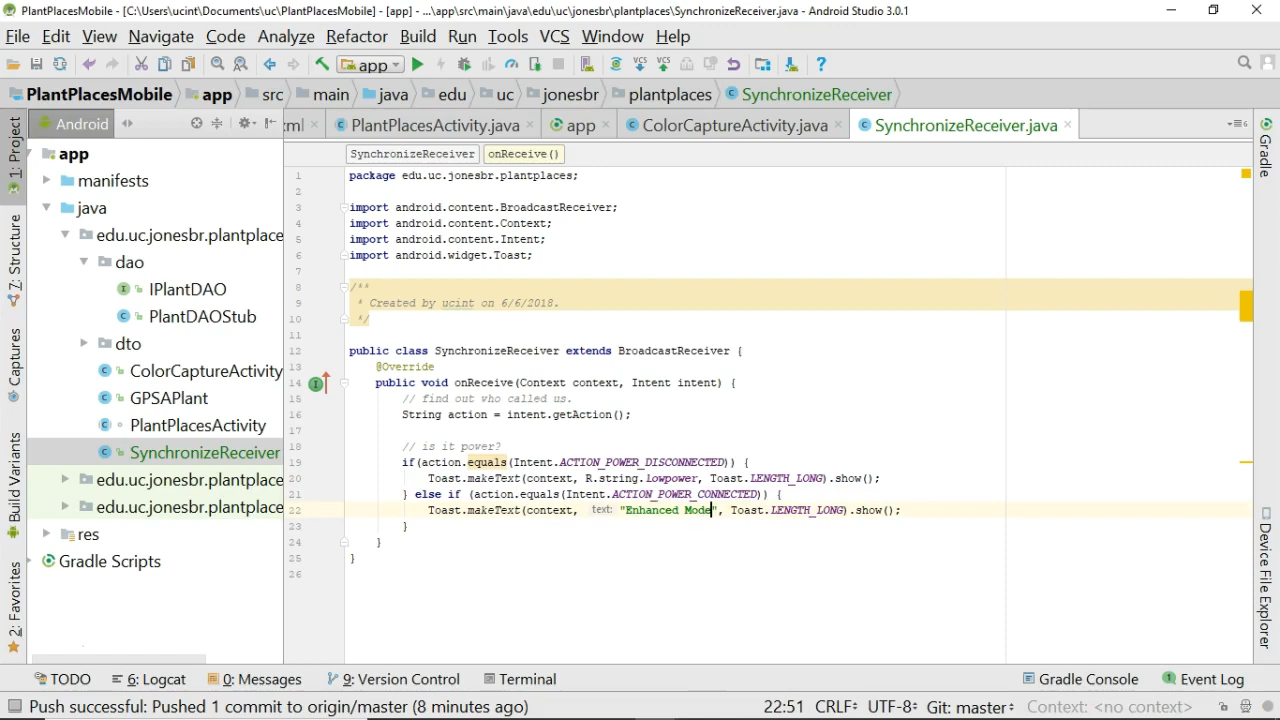 PlantPlacesMobile - [C:\Users\ucint\Documents\uc\PlantPlacesMobile] - [app] - ...\app\src\main\java\edu\uc\jonesbr\plantplaces\SynchronizeReceiver.java - Android Studio 3.0.1
File Edit View Navigate Code Analyze Refactor Build Run Tools VCS Window Help
app
PlantPlacesMobile app src main java edu uc jonesbr plantplaces SynchronizeReceiver
Android
ml PlantPlacesActivity.java app ColorCaptureActivity.java SynchronizeReceiver.java
SynchronizeReceiver onReceive()
1: Project
7: Structure
Captures
Build Variants
2: Favorites
app
manifests
java
edu.uc.jonesbr.plantplace
dao
IPlantDAO
PlantDAOStub
dto
ColorCaptureActivity
GPSAPlant
PlantPlacesActivity
SynchronizeReceiver
edu.uc.jonesbr.plantplace
edu.uc.jonesbr.plantplace
res
Gradle Scripts
1 package edu.uc.jonesbr.plantplaces;
2
3 import android.content.BroadcastReceiver;
4 import android.content.Context;
5 import android.content.Intent;
6 import android.widget.Toast;
7
8 /**
9 * Created by ucint on 6/6/2018.
10 */
11
12 public class SynchronizeReceiver extends BroadcastReceiver {
13 @Override
14 public void onReceive(Context context, Intent intent) {
15 // find out who called us.
16 String action = intent.getAction();
17
18 // is it power?
19 if(action.equals(Intent.ACTION_POWER_DISCONNECTED)) {
20 Toast.makeText(context, R.string.lowpower, Toast.LENGTH_LONG).show();
21 } else if (action.equals(Intent.ACTION_POWER_CONNECTED)) {
22 Toast.makeText(context, text: "Enhanced Mode", Toast.LENGTH_LONG).show();
23 }
24 }
25 }
26
Gradle
Device File Explorer
TODO 6: Logcat 0: Messages 9: Version Control Terminal Gradle Console 1 Event Log
Push successful: Pushed 1 commit to origin/master (8 minutes ago) 22:51 CRLF UTF-8 Git: master Context: <no context>